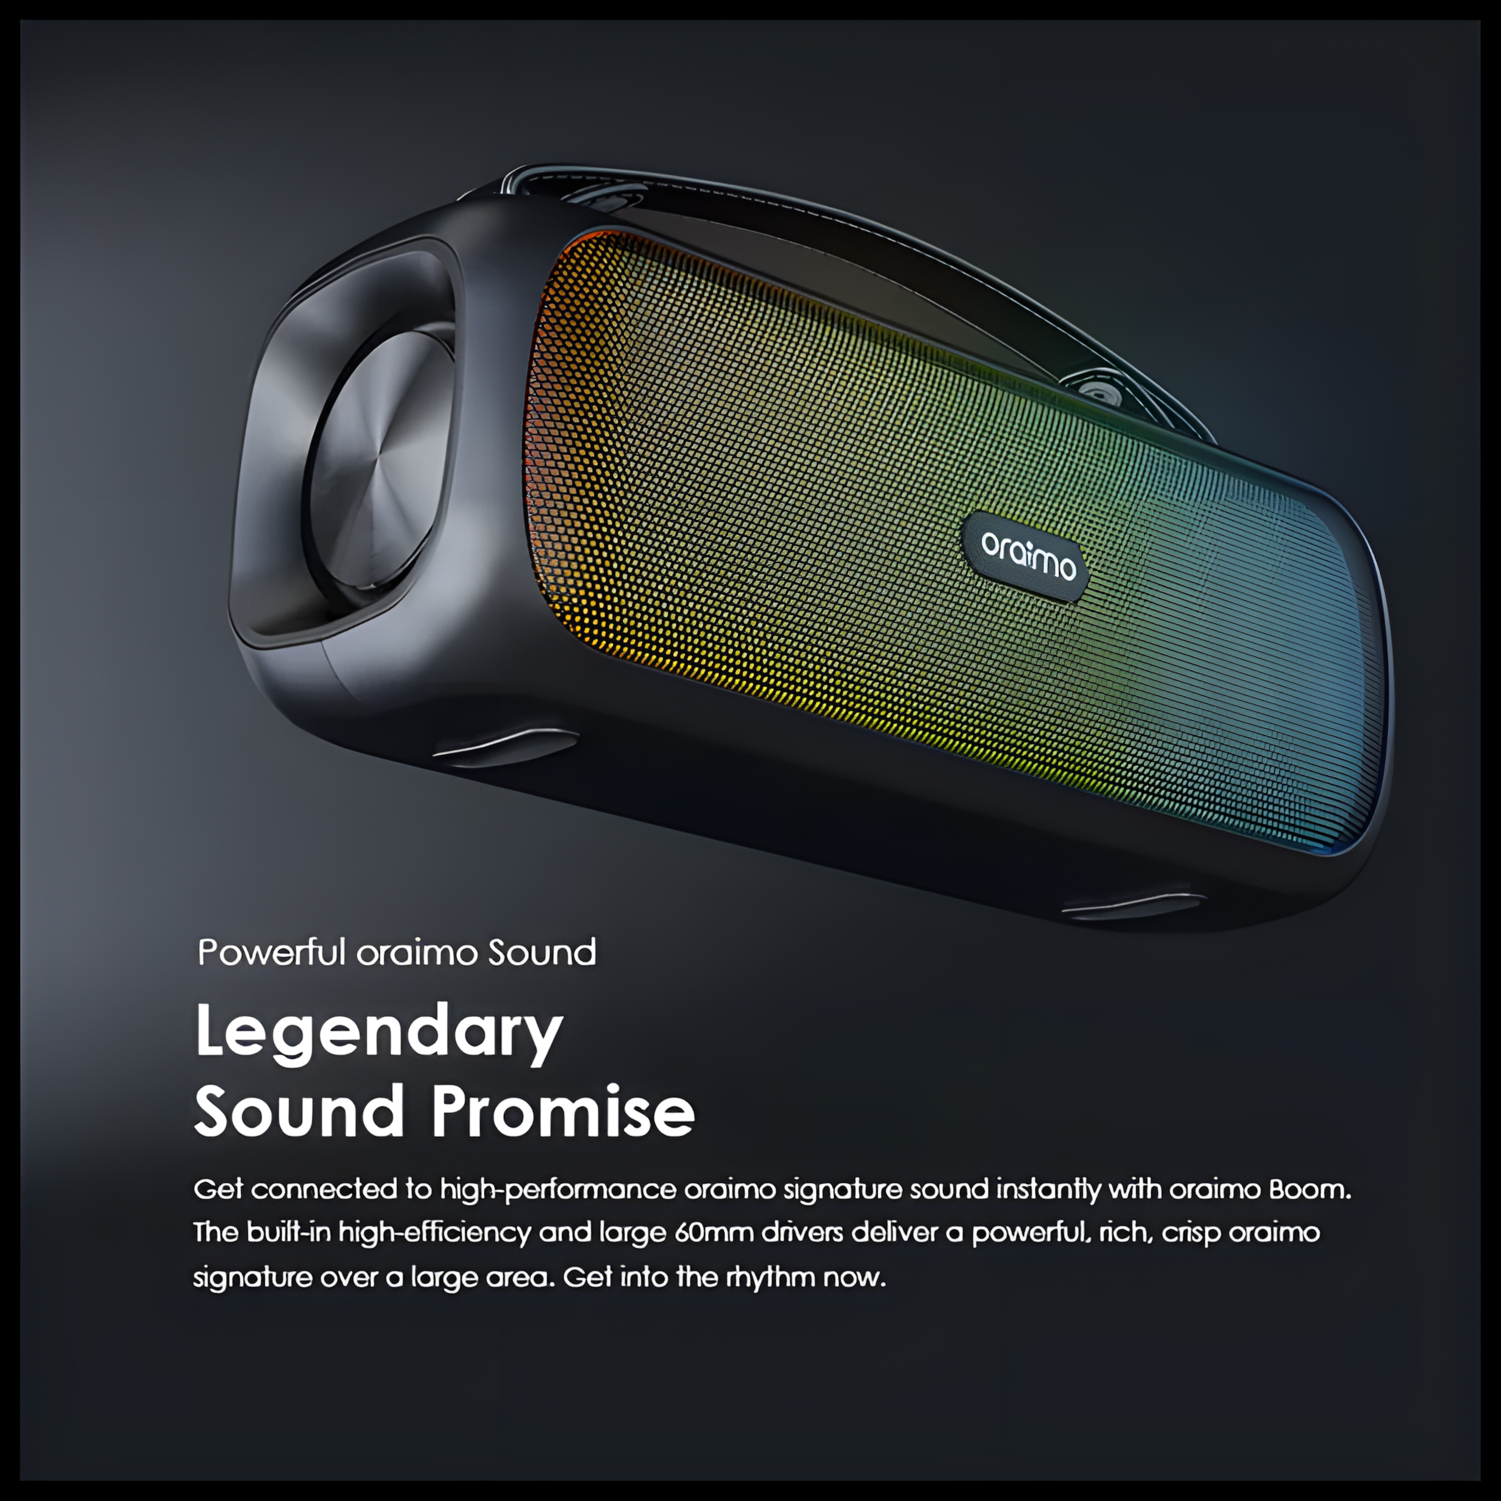 oraimo
Powerful oraimo Sound
Legendary
Sound Promise
Get connected to high-performance oraimo signature sound instantly with oraimo Boom.
The built-in high-efficiency and large 60mm drivers deliver a powerful, rich, crisp oraimo
signature over a large area. Get into the rhythm now.